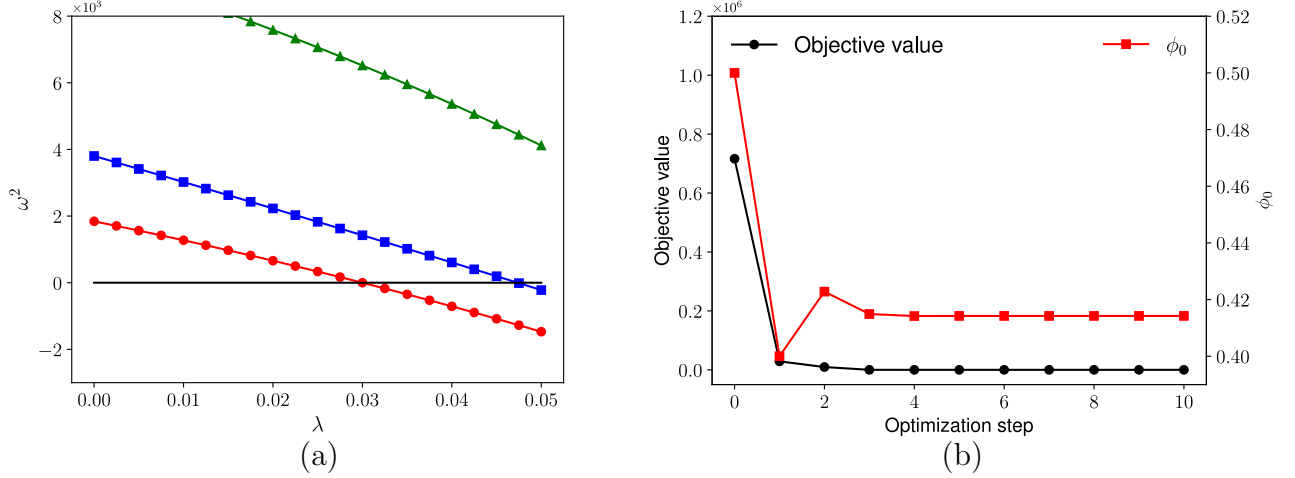 ×10³
8
6
4
2
0
−2
ω²
0.00 0.01 0.02 0.03 0.04 0.05
λ
(a)
×10⁶
1.2
1.0
0.8
0.6
0.4
0.2
0.0
Objective value
Objective value
ϕ₀
0.52
0.50
0.48
0.46
0.44
0.42
0.40
ϕ₀
0 2 4 6 8 10
Optimization step
(b)